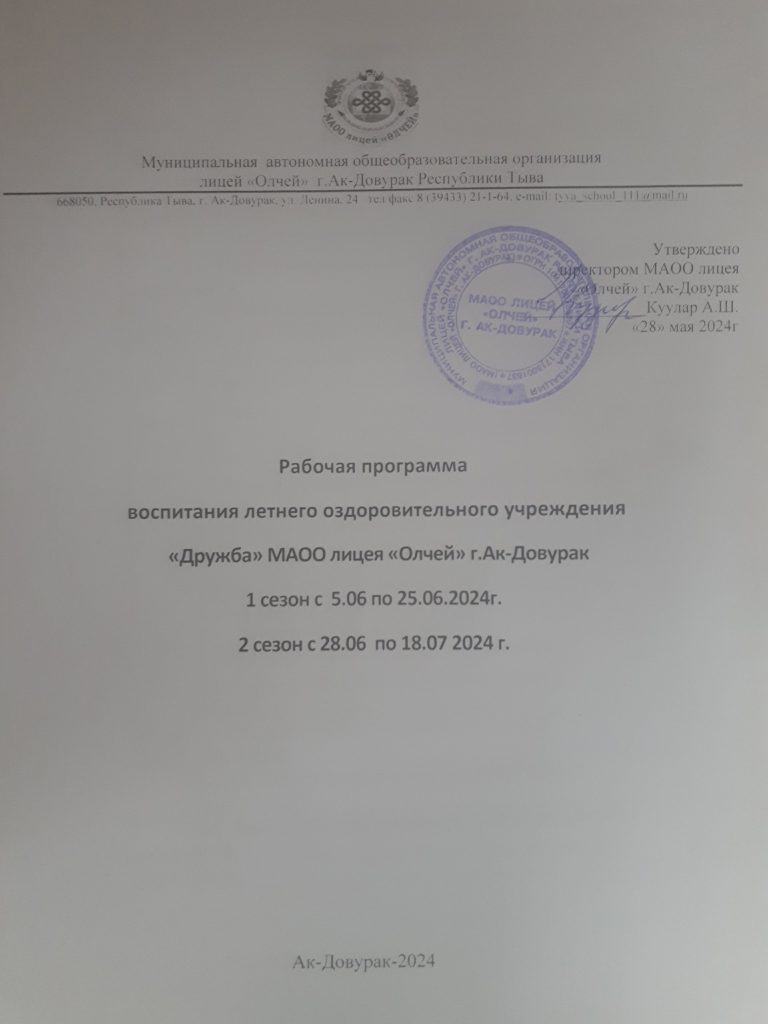 МАОО лицей «ӨЛЧЕЙ»
Муниципальная автономная общеобразовательная организация
лицей «Олчей» г.Ак-Довурак Республики Тыва
668050, Республика Тыва, г. Ак-Довурак, ул. Ленина, 24 тел факс 8 (39433) 21-1-64, e-mail: tyva_school_111@mail.ru
Утверждено
директором МАОО лицея
«Олчей» г.Ак-Довурак
Куулар А.Ш.
«28» мая 2024г
МАОО ЛИЦЕЙ
«ОЛЧЕЙ»
Г. АК-ДОВУРАК
Рабочая программа
воспитания летнего оздоровительного учреждения
«Дружба» МАОО лицея «Олчей» г.Ак-Довурак
1 сезон с 5.06 по 25.06.2024г.
2 сезон с 28.06 по 18.07 2024 г.
Ак-Довурак-2024